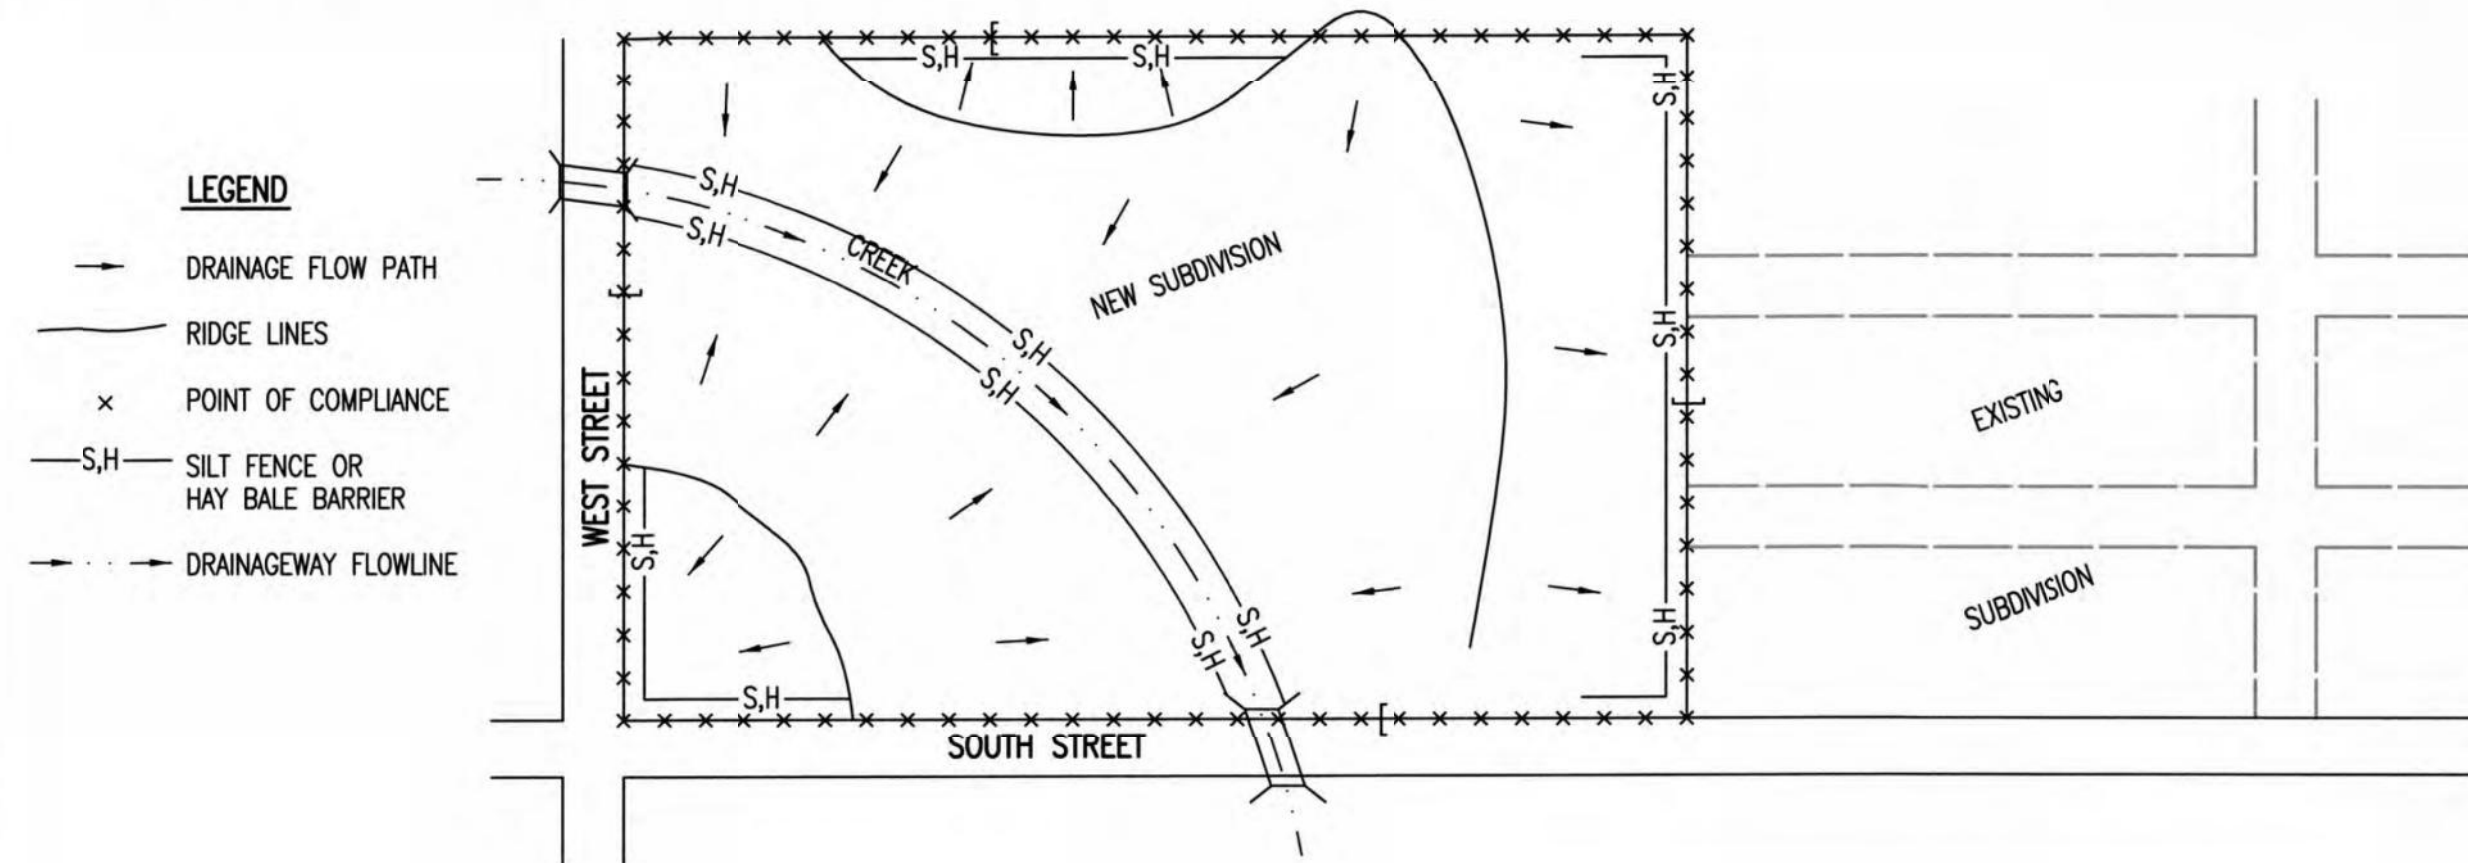 LEGEND
DRAINAGE FLOW PATH
RIDGE LINES
POINT OF COMPLIANCE
S,H
SILT FENCE OR
HAY BALE BARRIER
DRAINAGEWAY FLOWLINE
S,H
S,H
S,H
S,H
S,H
CREEK
NEW SUBDIVISION
S,H
S,H
S,H
WEST STREET
EXISTING
S,H
SUBDIVISION
S,H
S,H
S,H
S,H
SOUTH STREET